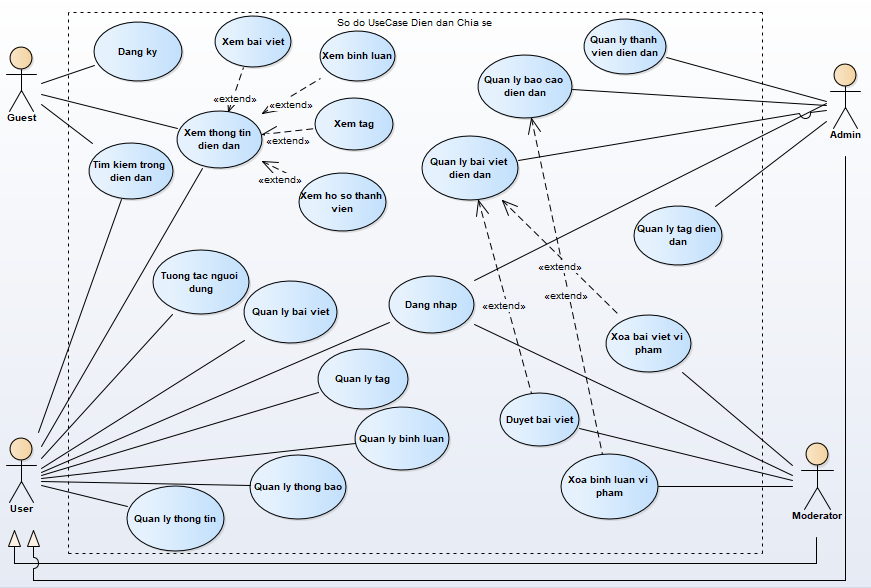 So do UseCase Dien dan Chia se
Dang ky
Xem bai viet
Xem binh luan
Quan ly thanh
vien dien dan
Quan ly bao cao
dien dan
«extend»
«extend»
Guest
Xem thong tin
dien dan
Xem tag
«extend»
Admin
Tim kiem trong
dien dan
«extend»
Quan ly bai viet
dien dan
Xem ho so thanh
vien
Quan ly tag dien
dan
Tuong tac nguoi
dung
«extend»
«extend»
«extend»
Quan ly bai viet
Dang nhap
Xoa bai viet vi
pham
Quan ly tag
Duyet bai viet
Quan ly binh luan
Xoa binh luan vi
pham
Quan ly thong bao
User
Quan ly thong tin
Moderator